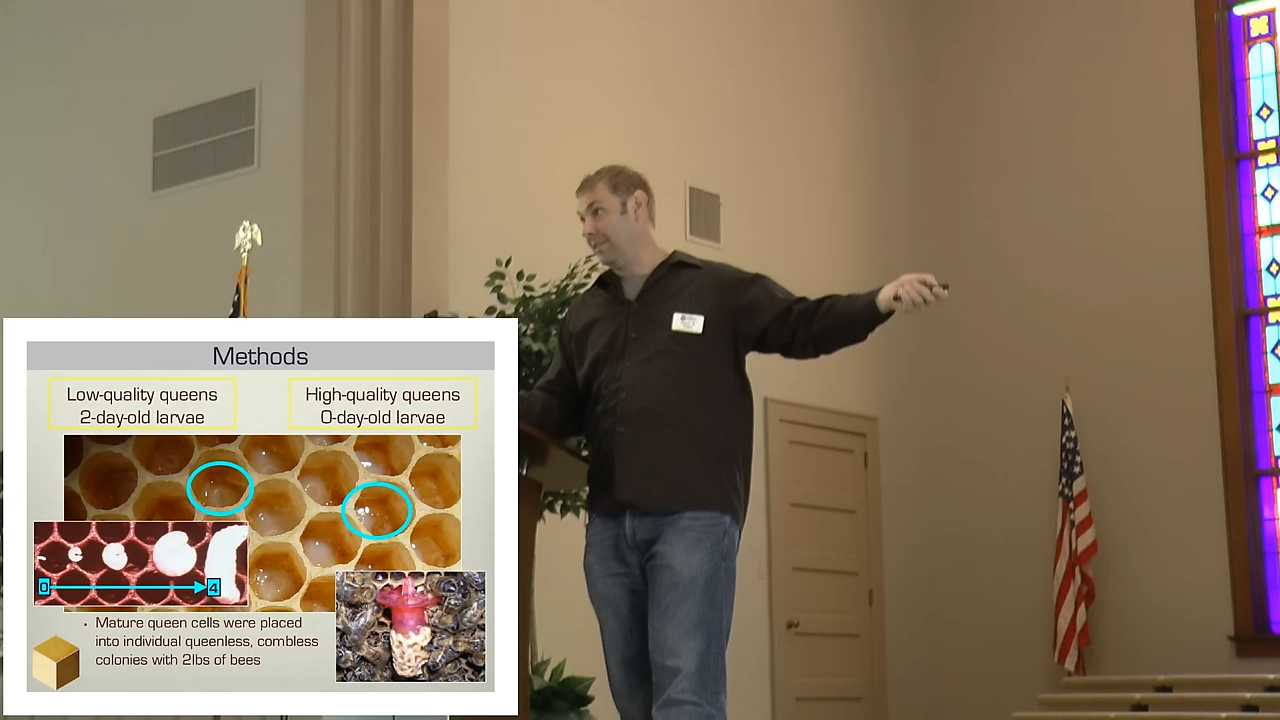 Methods
Low-quality queens
2-day-old larvae
High-quality queens
0-day-old larvae
0
4
• Mature queen cells were placed
into individual queenless, combless
colonies with 2lbs of bees